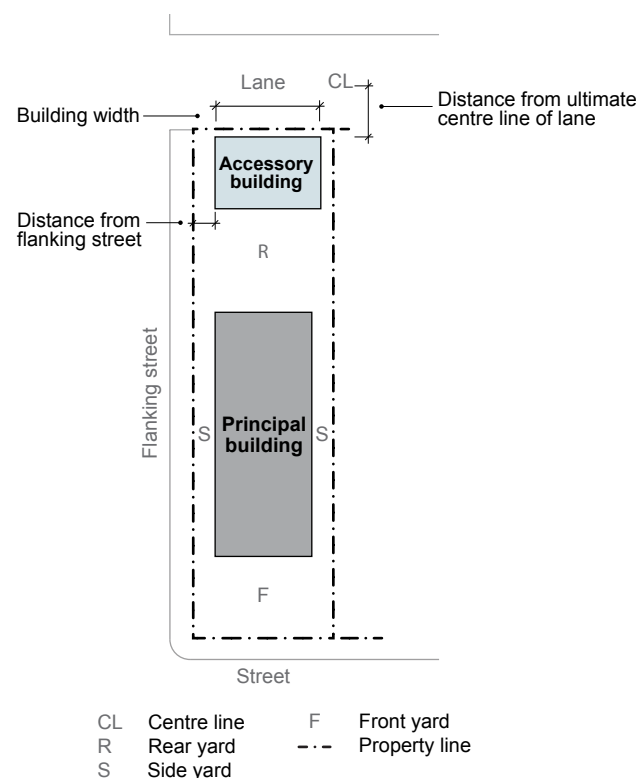 Lane
CL
Building width
Distance from ultimate
centre line of lane
Accessory
building
Distance from
flanking street
R
Flanking street
S
Principal
building
S
F
Street
CL Centre line
R Rear yard
S Side yard
F Front yard
Property line